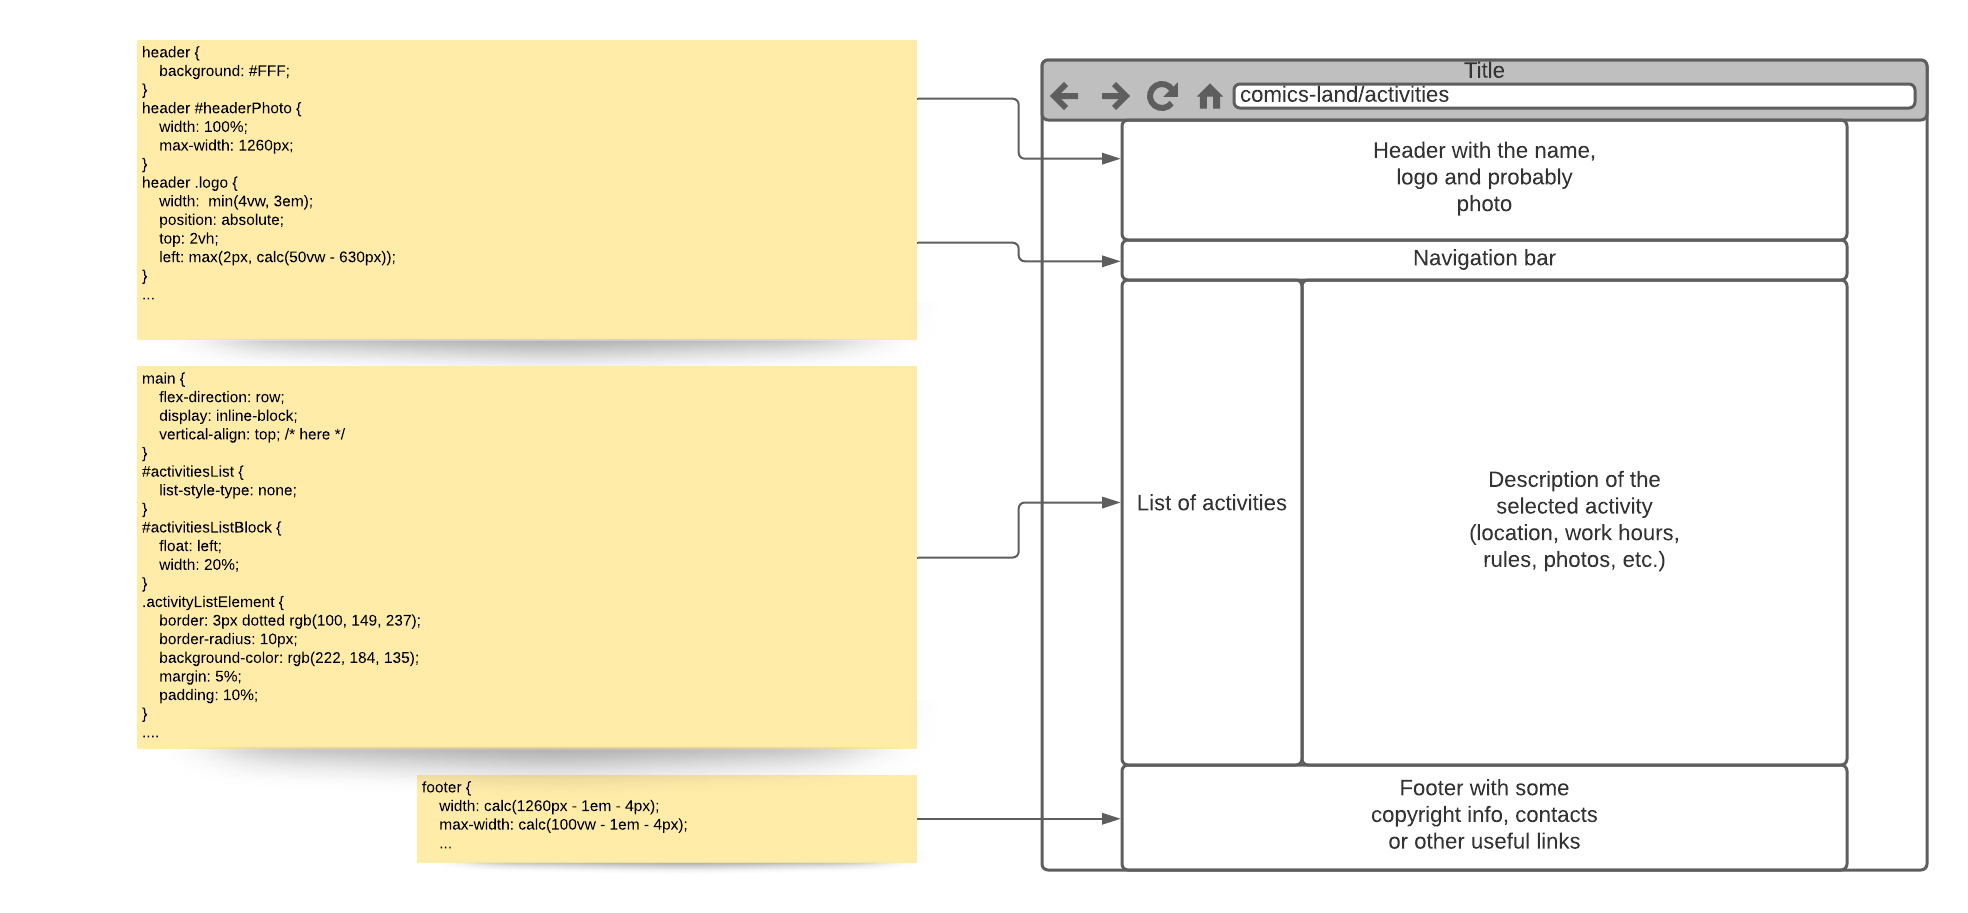 header {
    background: #FFF;
}
header #headerPhoto {
    width: 100%;
    max-width: 1260px;
}
header .logo {
    width:  min(4vw, 3em);
    position: absolute;
    top: 2vh;
    left: max(2px, calc(50vw - 630px));
}
...
main {
    flex-direction: row;
    display: inline-block;
    vertical-align: top; /* here */
}
#activitiesList {
    list-style-type: none;
}
#activitiesListBlock {
    float: left;
    width: 20%;
}
.activityListElement {
    border: 3px dotted rgb(100, 149, 237);
    border-radius: 10px;
    background-color: rgb(222, 184, 135);
    margin: 5%;
    padding: 10%;
}
....
footer {
    width: calc(1260px - 1em - 4px);
    max-width: calc(100vw - 1em - 4px);
    ...
Title
comics-land/activities
Header with the name,
logo and probably
photo
Navigation bar
List of activities
Description of the
selected activity
(location, work hours,
rules, photos, etc.)
Footer with some
copyright info, contacts
or other useful links